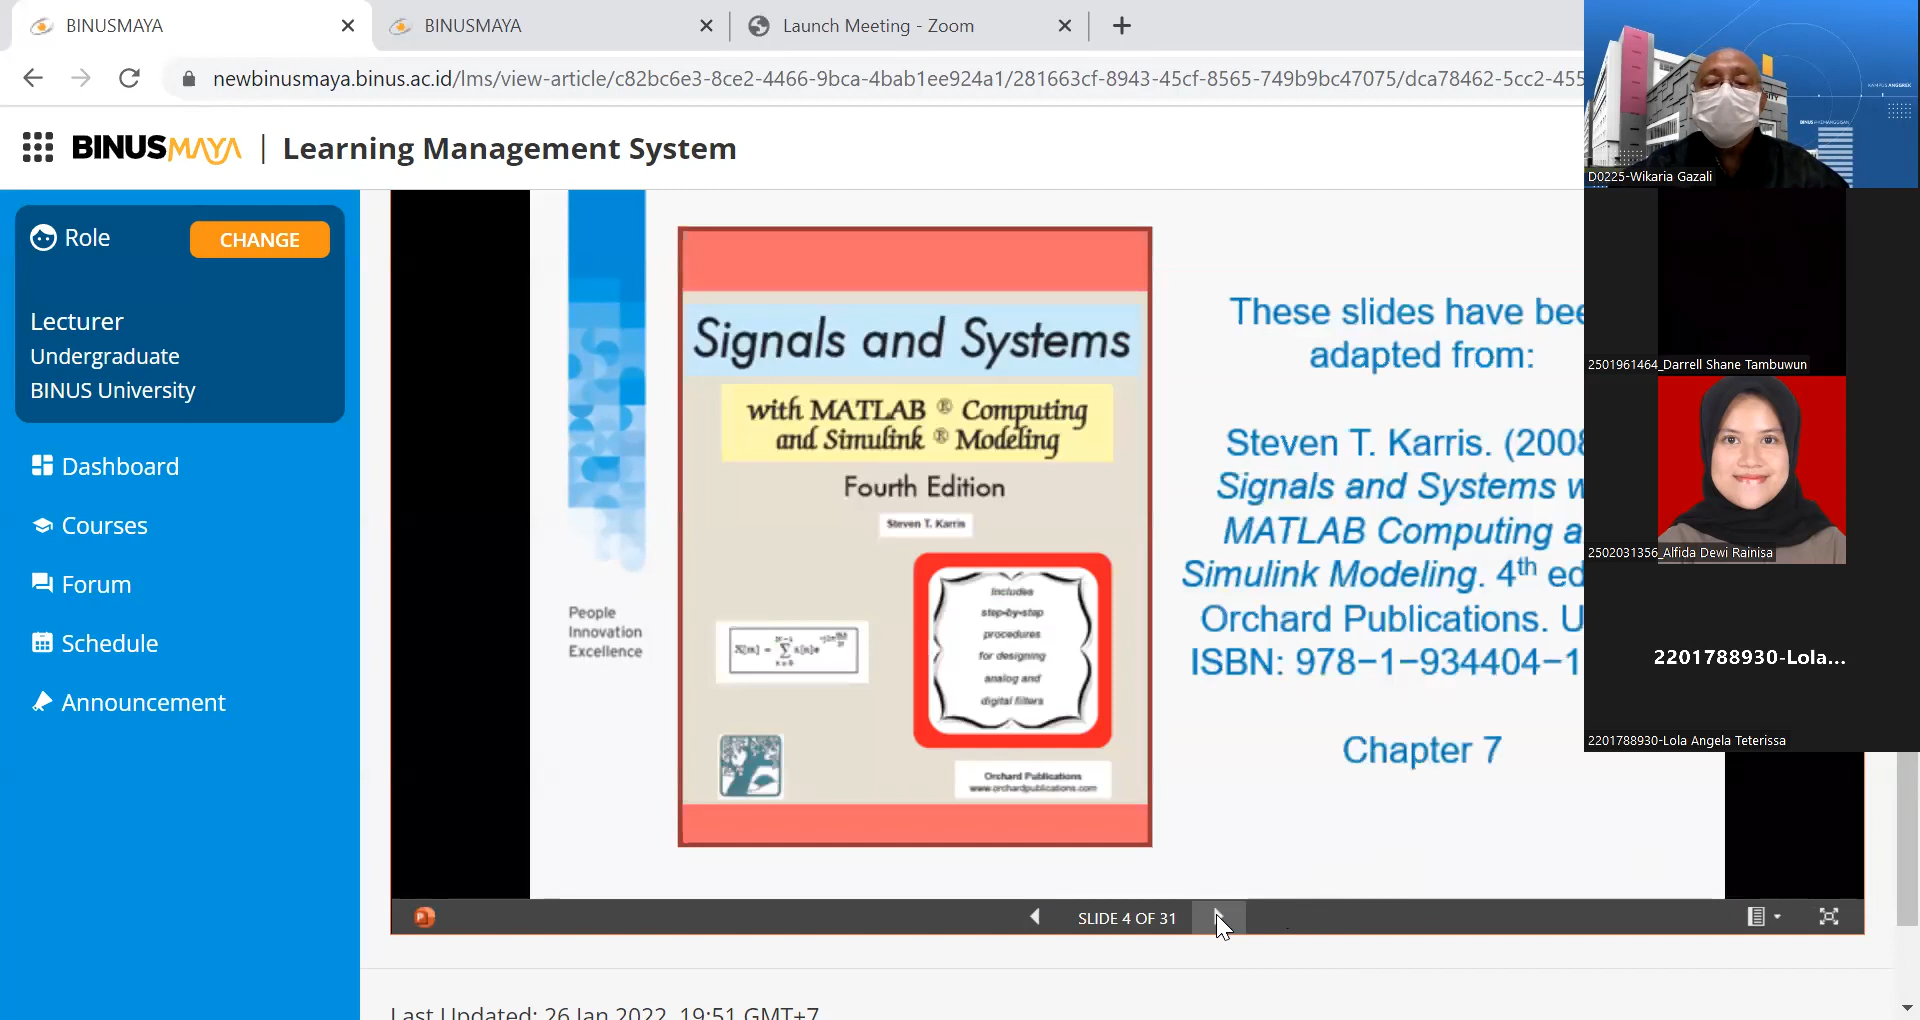 BINUSMAYA
BINUSMAYA
Launch Meeting - Zoom
newbinusmaya.binus.ac.id/lms/view-article/c82bc6e3-8ce2-4466-9bca-4bab1ee924a1/281663cf-8943-45cf-8565-749b9bc47075/dca78462-5cc2-455
BINUSMAYA | Learning Management System
Role
CHANGE
Lecturer
Undergraduate
BINUS University
Dashboard
Courses
Forum
Schedule
Announcement
People
Innovation
Excellence
Signals and Systems
with MATLAB ® Computing
and Simulink ® Modeling
Fourth Edition
Steven T. Karris
Includes
step-by-step
procedures
for designing
analog and
digital filters
Orchard Publications
www.orchardpublications.com
These slides have bee
adapted from:
Steven T. Karris. (2008
Signals and Systems w
MATLAB Computing a
Simulink Modeling. 4th ed
Orchard Publications. U
ISBN: 978–1–934404–1
Chapter 7
SLIDE 4 OF 31
Last Updated: 26 Jan 2022, 19:51 GMT+7
KAMPUS ANGGREK
D0225-Wikaria Gazali
2501961464_Darrell Shane Tambuwun
2502031356_Alfida Dewi Rainisa
2201788930-Lola...
2201788930-Lola Angela Teterissa